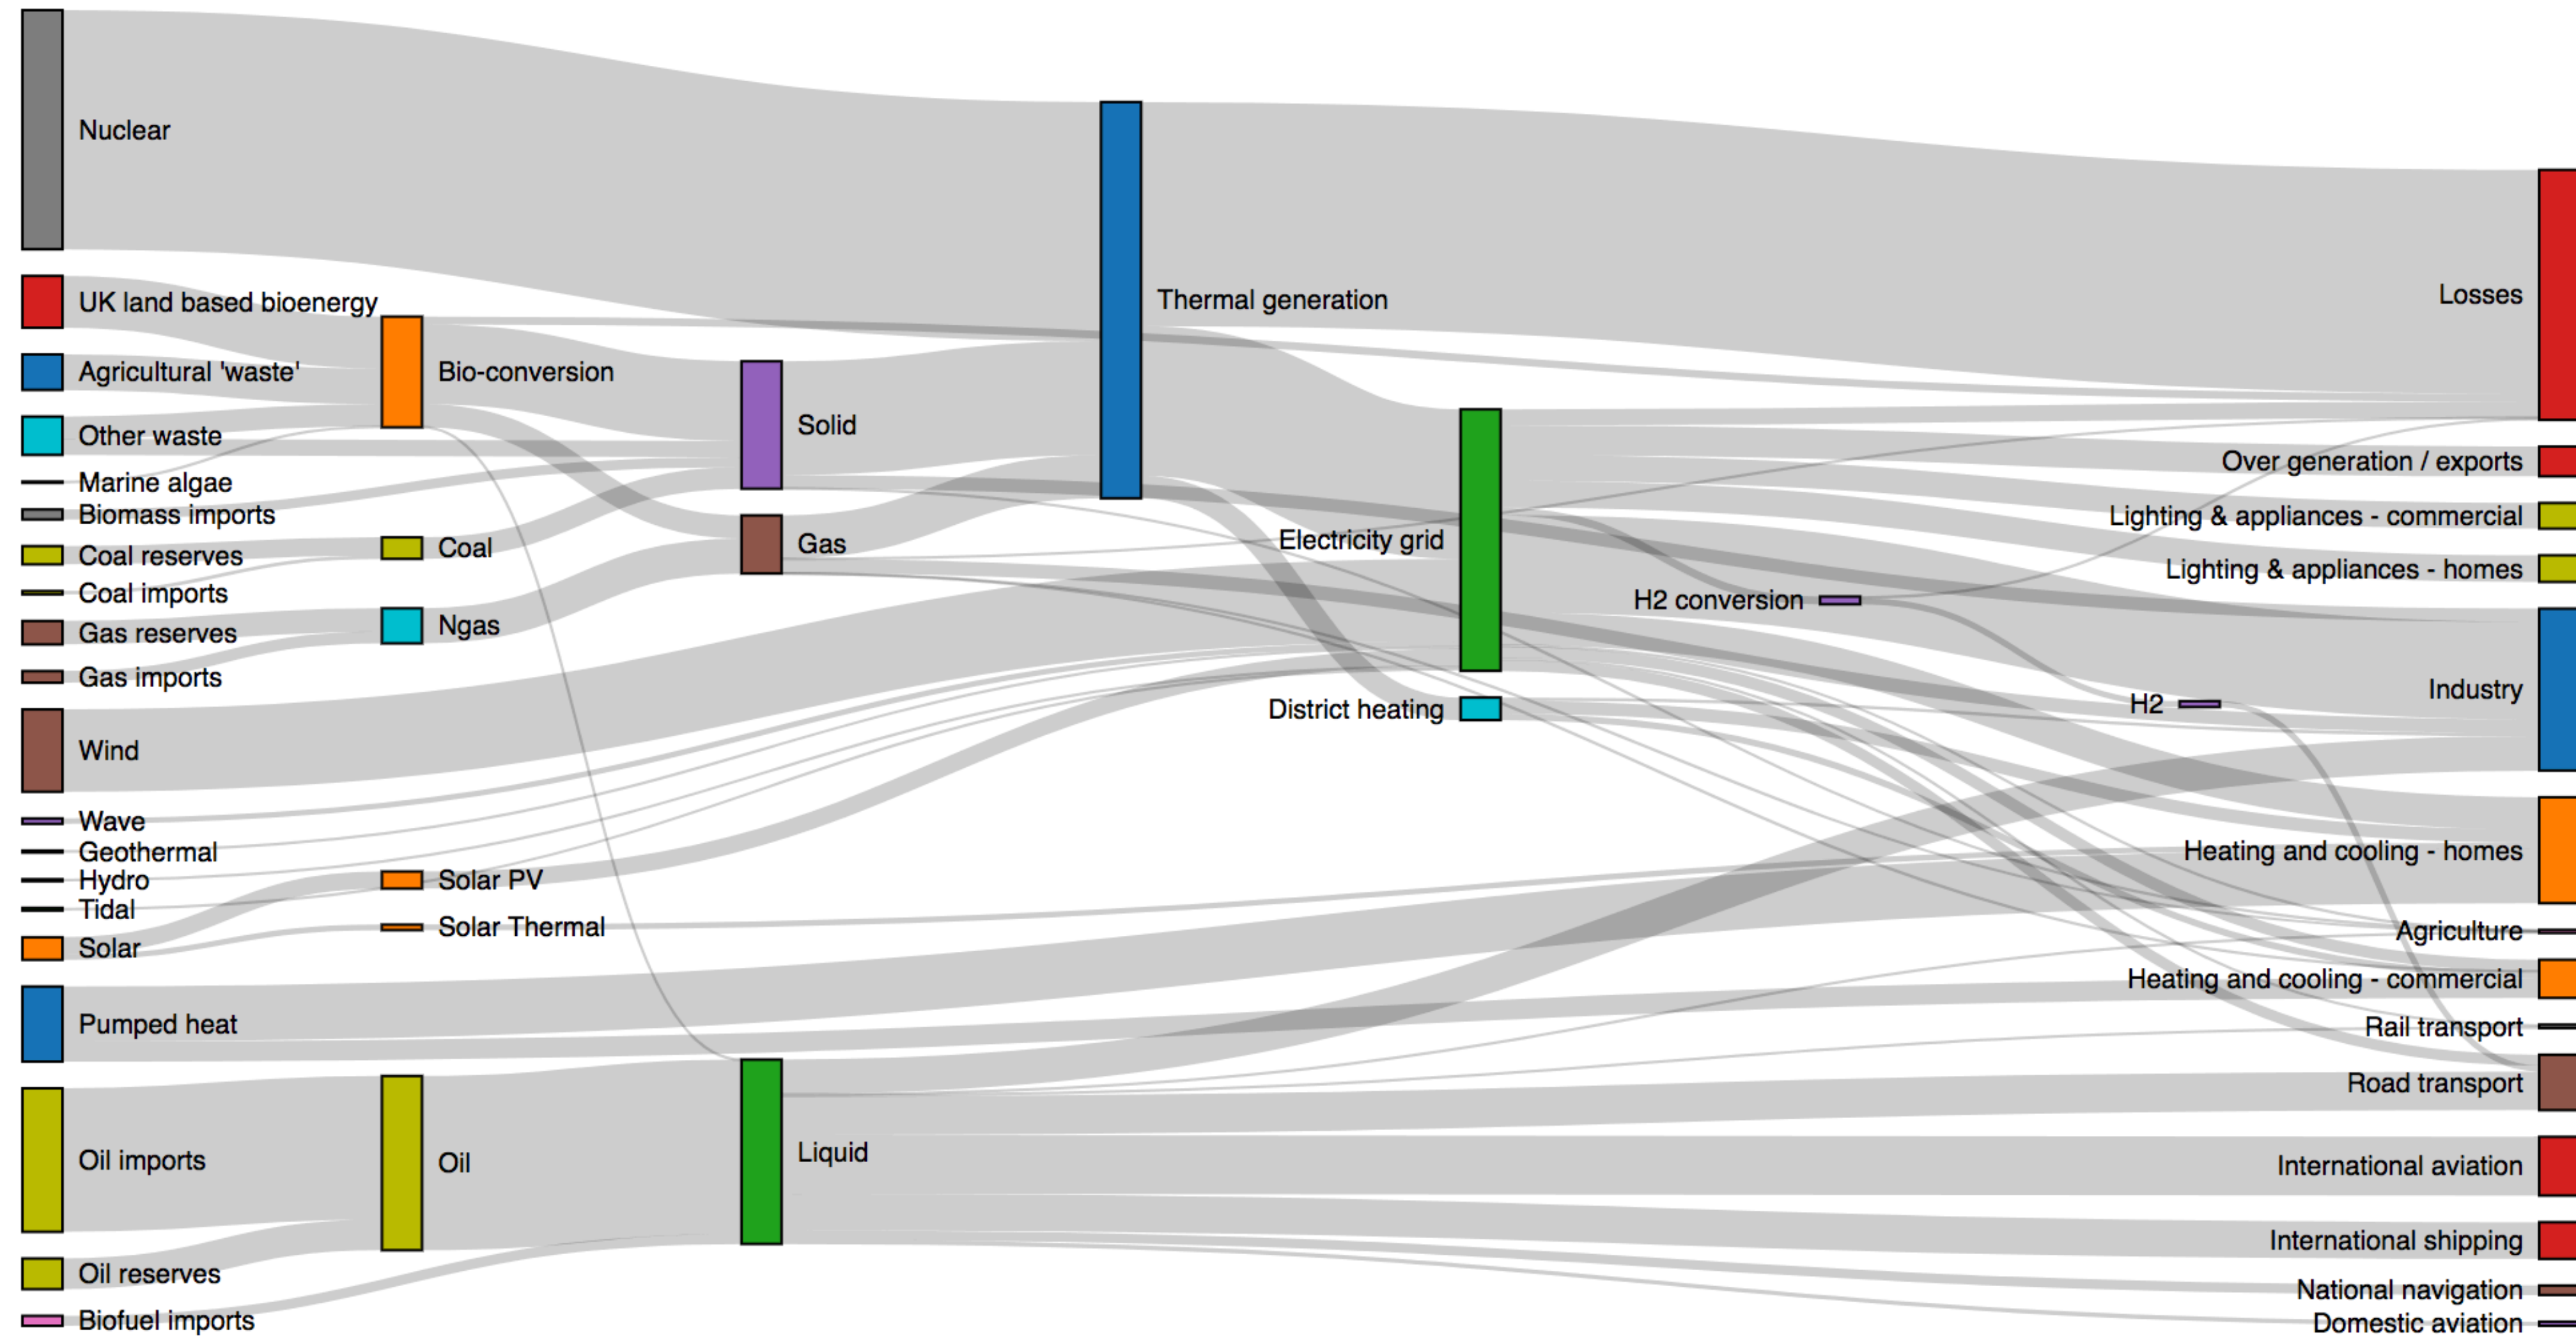 Nuclear
UK land based bioenergy
Agricultural 'waste'
Other waste
Marine algae
Biomass imports
Coal reserves
Coal imports
Gas reserves
Gas imports
Wind
Wave
Geothermal
Hydro
Tidal
Solar
Pumped heat
Oil imports
Oil reserves
Biofuel imports
Bio-conversion
Coal
Ngas
Solar PV
Solar Thermal
Oil
Solid
Gas
Liquid
Thermal generation
Electricity grid
District heating
H2 conversion
H2
Losses
Over generation / exports
Lighting & appliances - commercial
Lighting & appliances - homes
Industry
Heating and cooling - homes
Agriculture
Heating and cooling - commercial
Rail transport
Road transport
International aviation
International shipping
National navigation
Domestic aviation